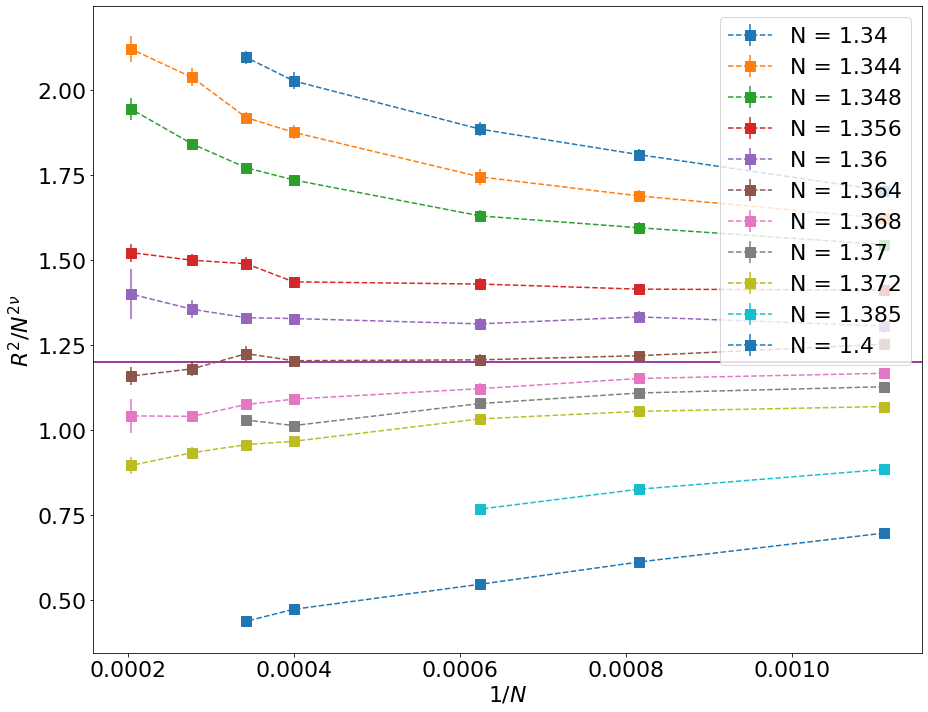 2.00
1.75
1.50
1.25
1.00
0.75
0.50
R²/N²ᵛ
N = 1.34
N = 1.344
N = 1.348
N = 1.356
N = 1.36
N = 1.364
N = 1.368
N = 1.37
N = 1.372
N = 1.385
N = 1.4
0.0002 0.0004 0.0006 0.0008 0.0010
1/N